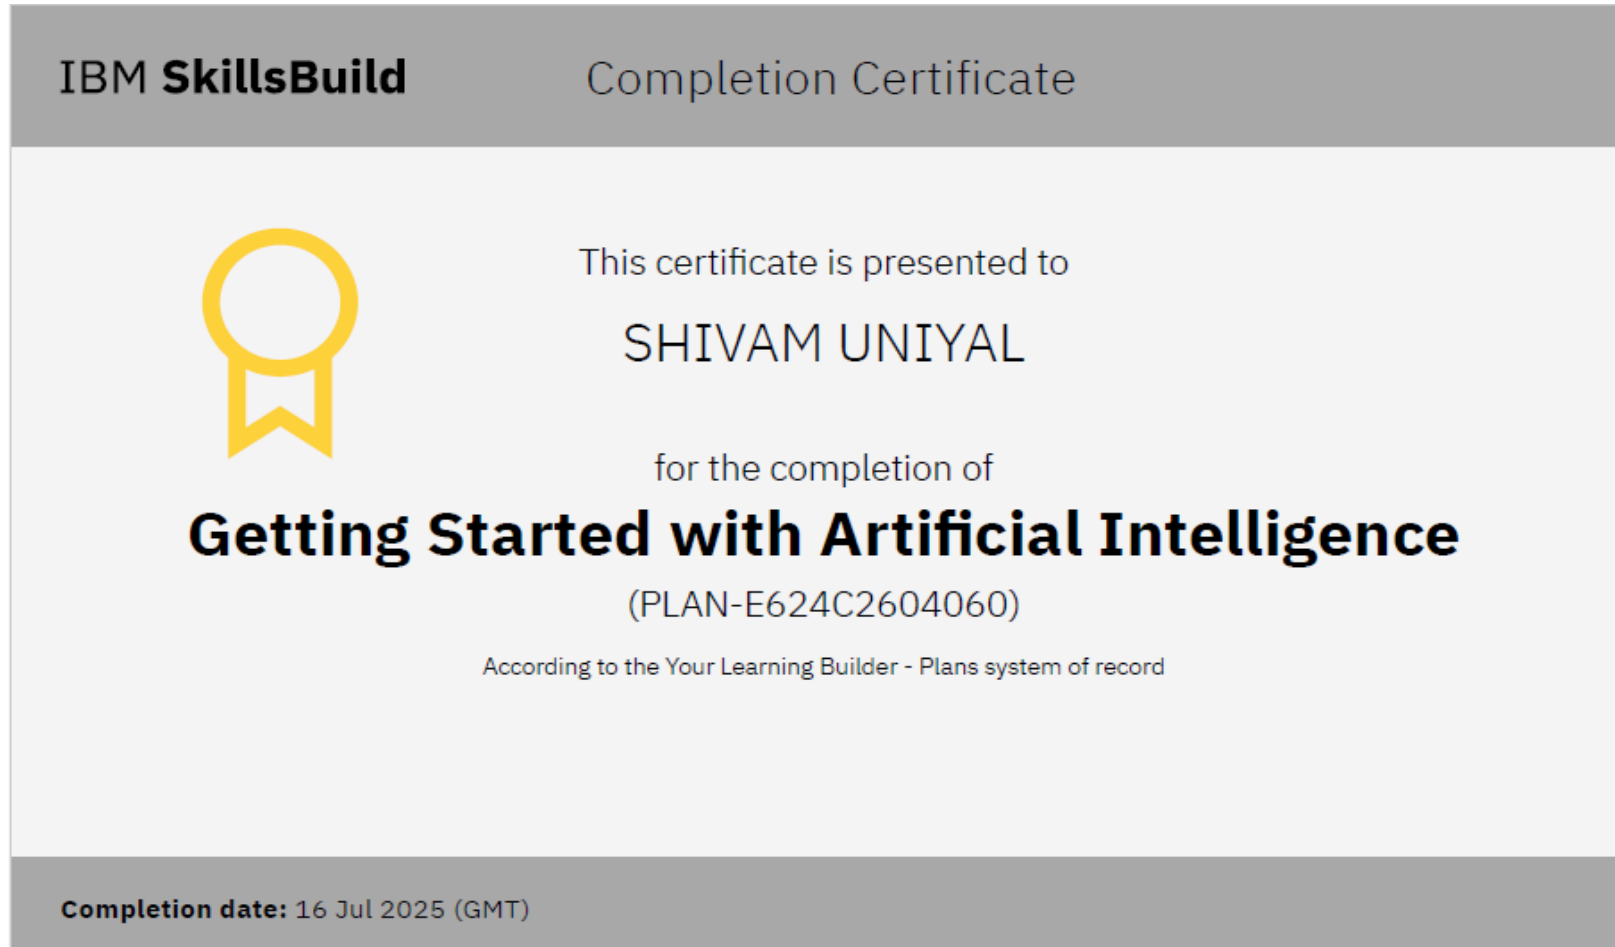 IBM SkillsBuild
Completion Certificate
This certificate is presented to
SHIVAM UNIYAL
for the completion of
Getting Started with Artificial Intelligence
(PLAN-E624C2604060)
According to the Your Learning Builder - Plans system of record
Completion date: 16 Jul 2025 (GMT)